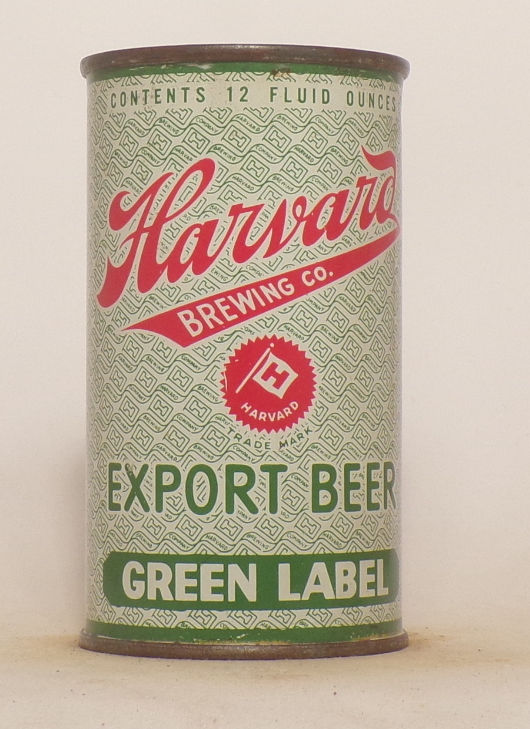 CONTENTS 12 FLUID OUNCES
Harvard
BREWING CO.
H
HARVARD
TRADE MARK
EXPORT BEER
GREEN LABEL